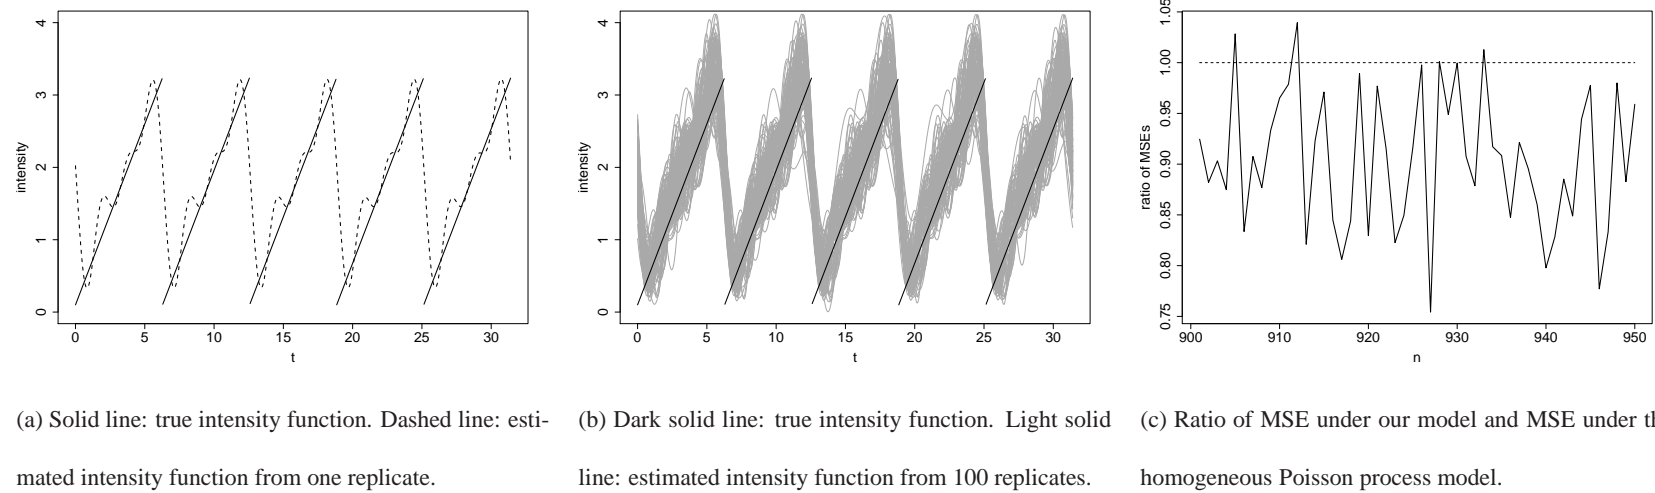 intensity
4
3
2
1
0
0 5 10 15 20 25 30
t
intensity
4
3
2
1
0
0 5 10 15 20 25 30
t
ratio of MSEs
1.05
1.00
0.95
0.90
0.85
0.80
0.75
900 910 920 930 940 950
n
(a) Solid line: true intensity function. Dashed line: esti-
mated intensity function from one replicate.
(b) Dark solid line: true intensity function. Light solid
line: estimated intensity function from 100 replicates.
(c) Ratio of MSE under our model and MSE under th
homogeneous Poisson process model.